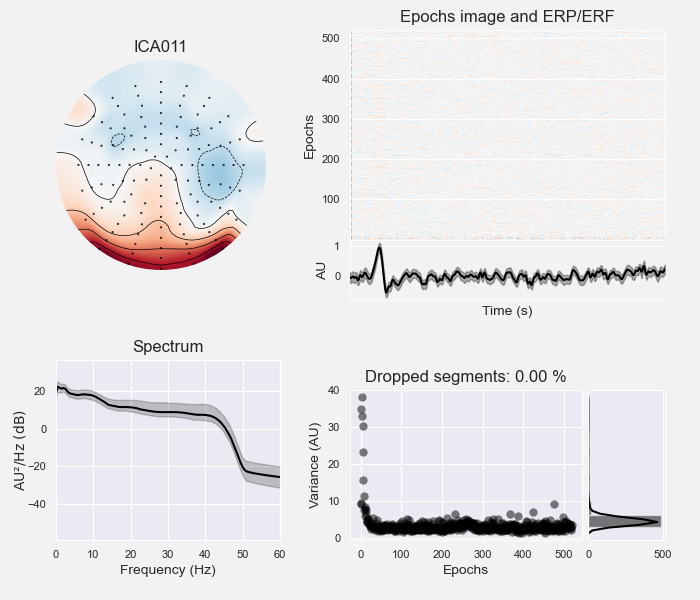 ICA011
Epochs image and ERP/ERF
Epochs
500
400
300
200
100
AU
1
0
Time (s)
Spectrum
AU²/Hz (dB)
20
0
−20
−40
0 10 20 30 40 50 60
Frequency (Hz)
Dropped segments: 0.00 %
Variance (AU)
40
30
20
10
0
0 100 200 300 400 500
Epochs
0 500